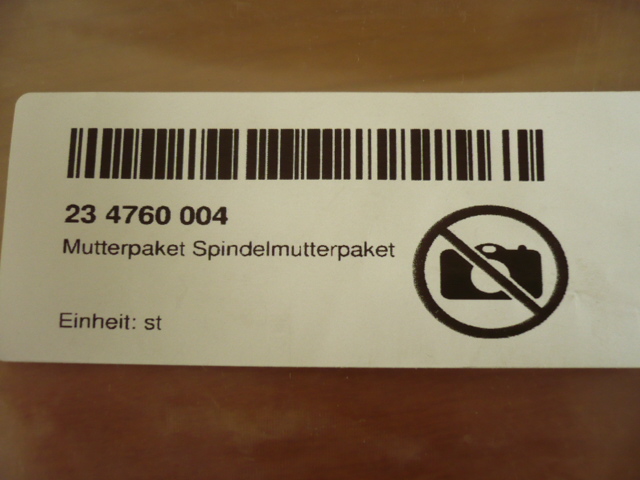 23 4760 004
Mutterpaket Spindelmutterpaket
Einheit: st